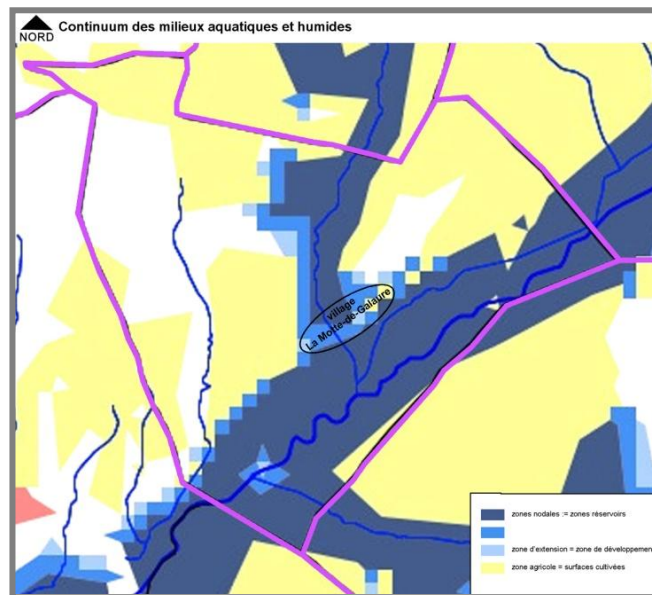 NORD
Continuum des milieux aquatiques et humides
village
La Motte-de-Galaure
zones nodales := zones réservoirs
zone d'extension = zone de développemen
zone agricole = surfaces cultivées